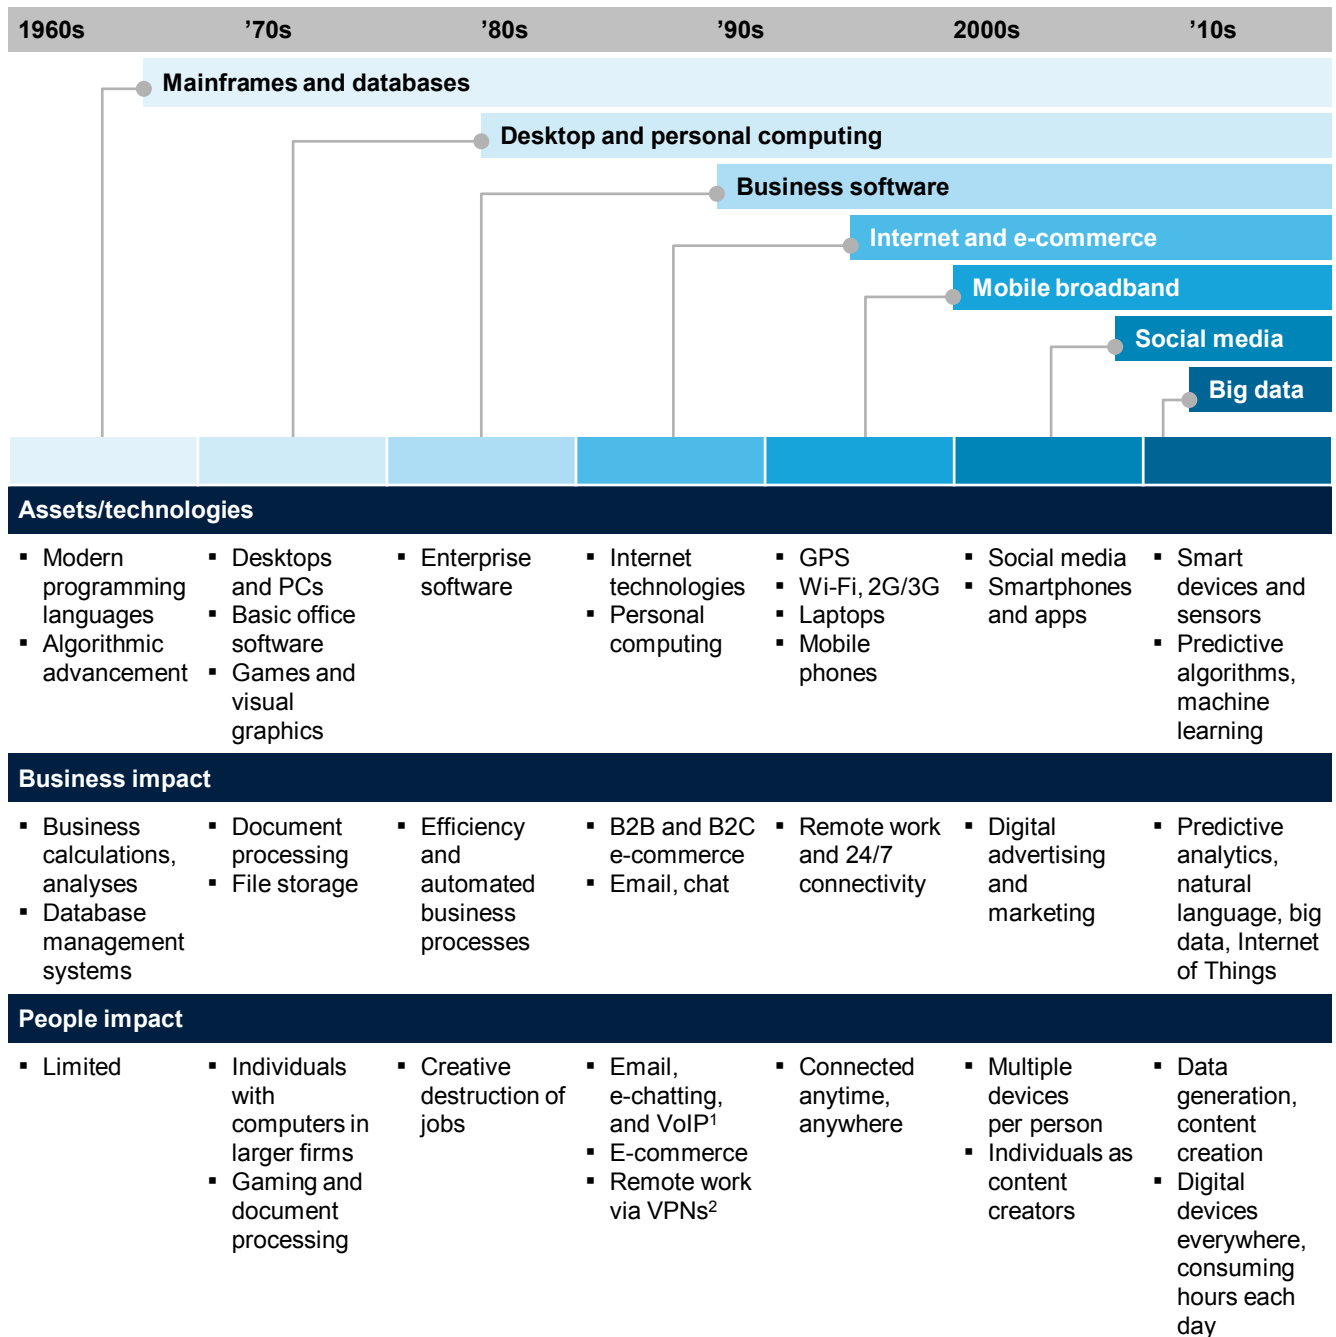 1960s ’70s ’80s ’90s 2000s ’10s
Mainframes and databases
Desktop and personal computing
Business software
Internet and e-commerce
Mobile broadband
Social media
Big data
Assets/technologies
▪ Modern
programming
languages
▪ Algorithmic
advancement
▪ Desktops
and PCs
▪ Basic office
software
▪ Games and
visual
graphics
▪ Enterprise
software
▪ Internet
technologies
▪ Personal
computing
▪ GPS
▪ Wi-Fi, 2G/3G
▪ Laptops
▪ Mobile
phones
▪ Social media
▪ Smartphones
and apps
▪ Smart
devices and
sensors
▪ Predictive
algorithms,
machine
learning
Business impact
▪ Business
calculations,
analyses
▪ Database
management
systems
▪ Document
processing
▪ File storage
▪ Efficiency
and
automated
business
processes
▪ B2B and B2C
e-commerce
▪ Email, chat
▪ Remote work
and 24/7
connectivity
▪ Digital
advertising
and
marketing
▪ Predictive
analytics,
natural
language, big
data, Internet
of Things
People impact
▪ Limited
▪ Individuals
with
computers in
larger firms
▪ Gaming and
document
processing
▪ Creative
destruction of
jobs
▪ Email,
e-chatting,
and VoIP¹
▪ E-commerce
▪ Remote work
via VPNs²
▪ Connected
anytime,
anywhere
▪ Multiple
devices
per person
▪ Individuals as
content
creators
▪ Data
generation,
content
creation
▪ Digital
devices
everywhere,
consuming
hours each
day